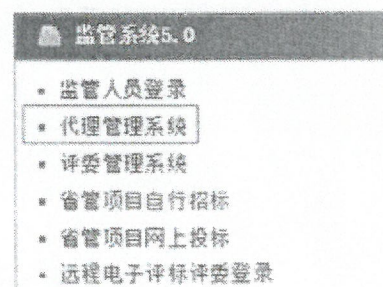 监管系统5.0
监管人员登录
代理管理系统
评委管理系统
省管项目自行招标
省管项目网上投标
远程电子评标评委登录